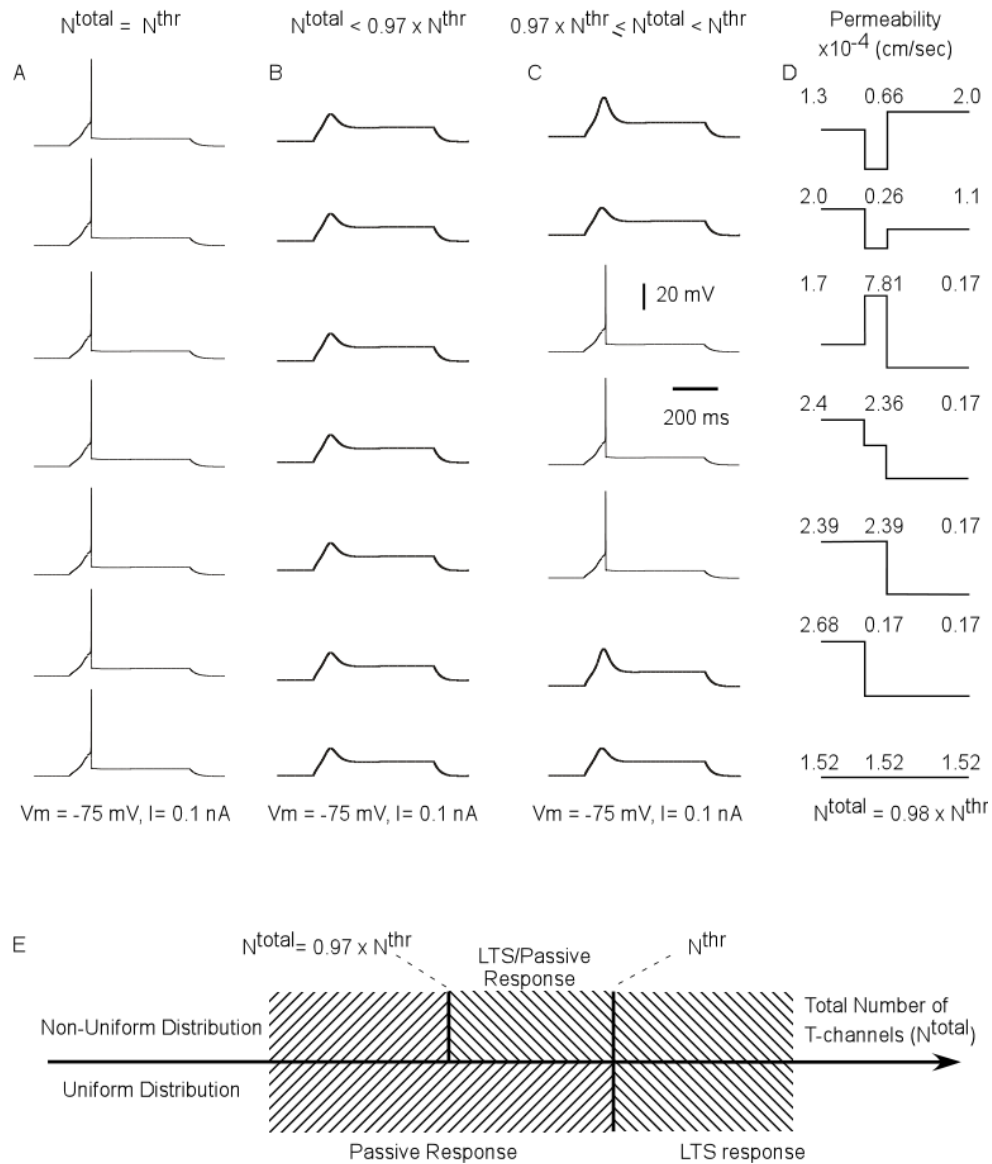 N^total = N^thr
N^total < 0.97 x N^thr
0.97 x N^thr ≤ N^total < N^thr
Permeability
x10^-4 (cm/sec)
A
B
C
D
1.3 0.66 2.0
2.0 0.26 1.1
20 mV
1.7 7.81 0.17
200 ms
2.4 2.36 0.17
2.39 2.39 0.17
2.68 0.17 0.17
1.52 1.52 1.52
Vm = -75 mV, I= 0.1 nA
Vm = -75 mV, I= 0.1 nA
Vm = -75 mV, I= 0.1 nA
N^total = 0.98 x N^thr
E
N^total = 0.97 x N^thr
LTS/Passive
Response
N^thr
Non-Uniform Distribution
Total Number of
T-channels (N^total)
Uniform Distribution
Passive Response
LTS response